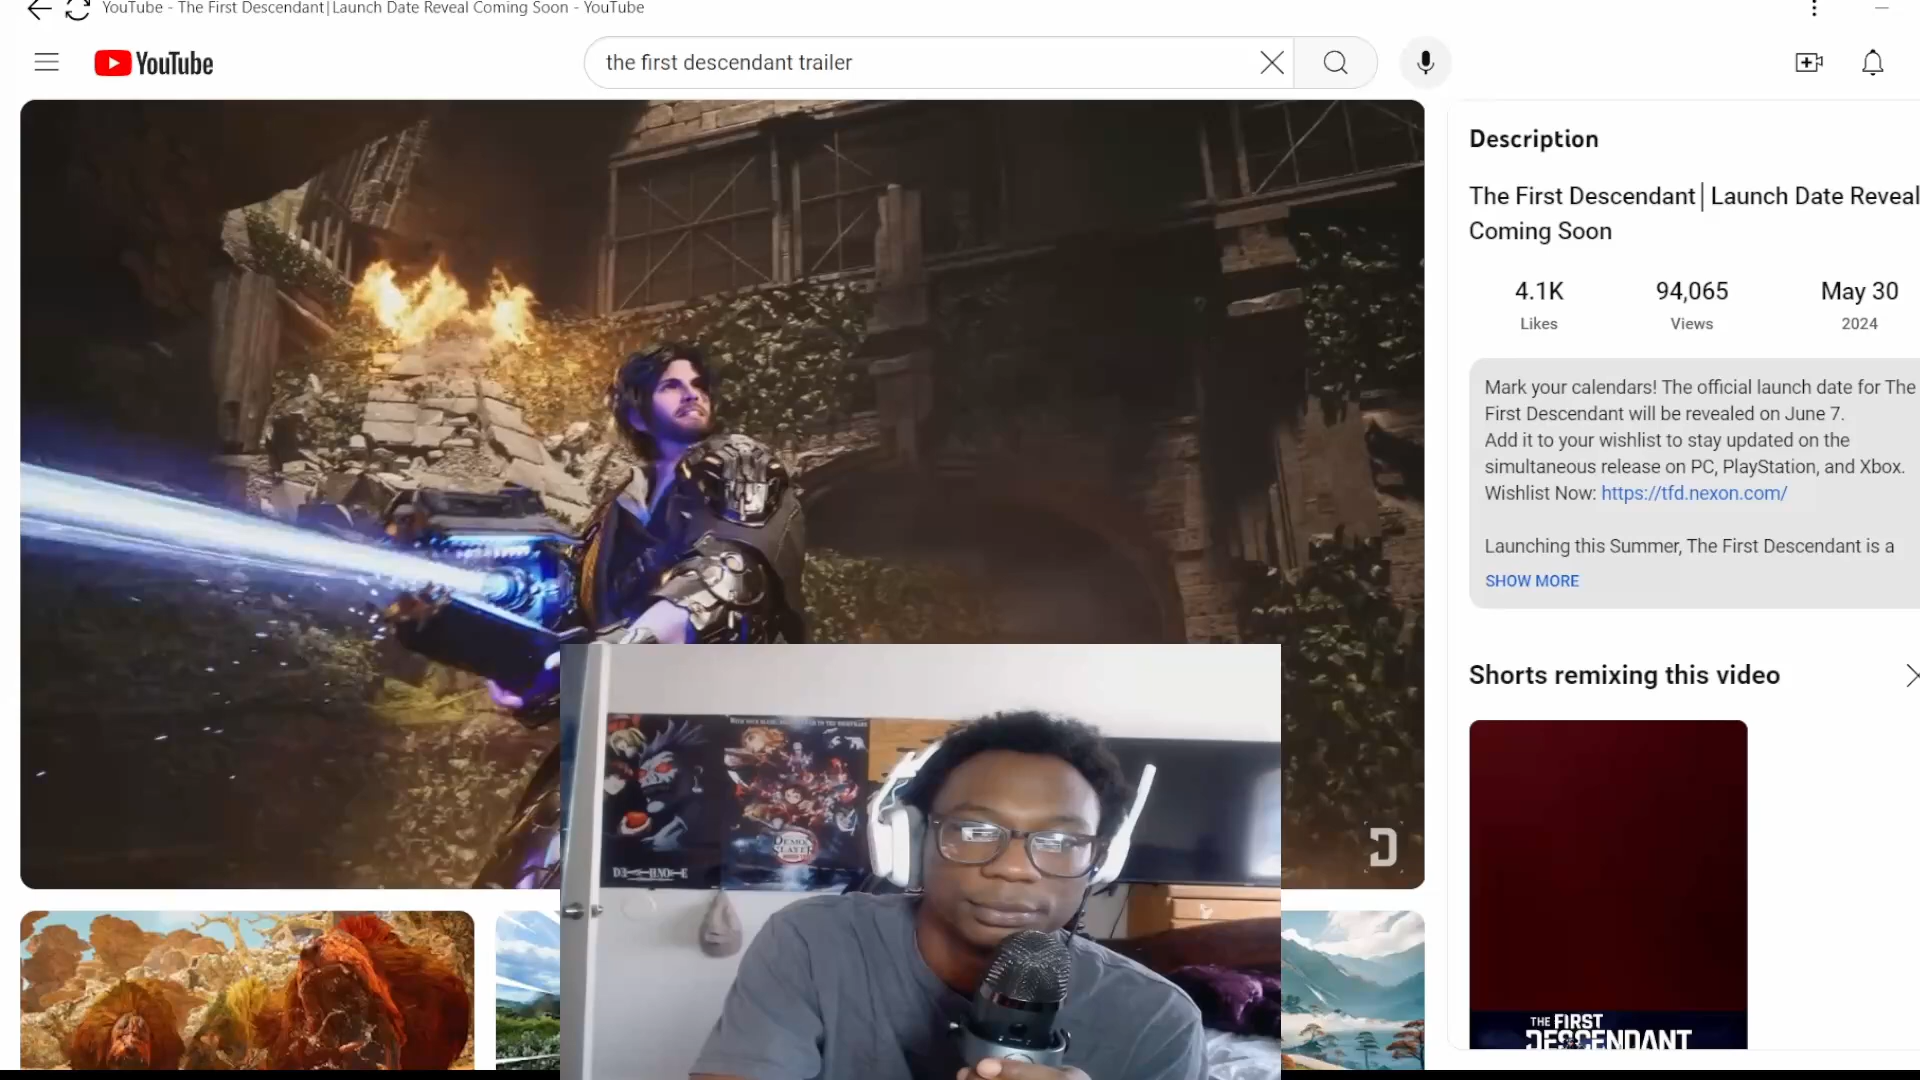 YouTube - The First Descendant│Launch Date Reveal Coming Soon - YouTube
YouTube
the first descendant trailer
Description
The First Descendant│Launch Date Reveal
Coming Soon
4.1K
94,065
May 30
Likes
Views
2024
Mark your calendars! The official launch date for The
First Descendant will be revealed on June 7.
Add it to your wishlist to stay updated on the
simultaneous release on PC, PlayStation, and Xbox.
Wishlist Now: https://tfd.nexon.com/
Launching this Summer, The First Descendant is a
SHOW MORE
Shorts remixing this video
THE FIRST
DESCENDANT
DEMON
SLAYER